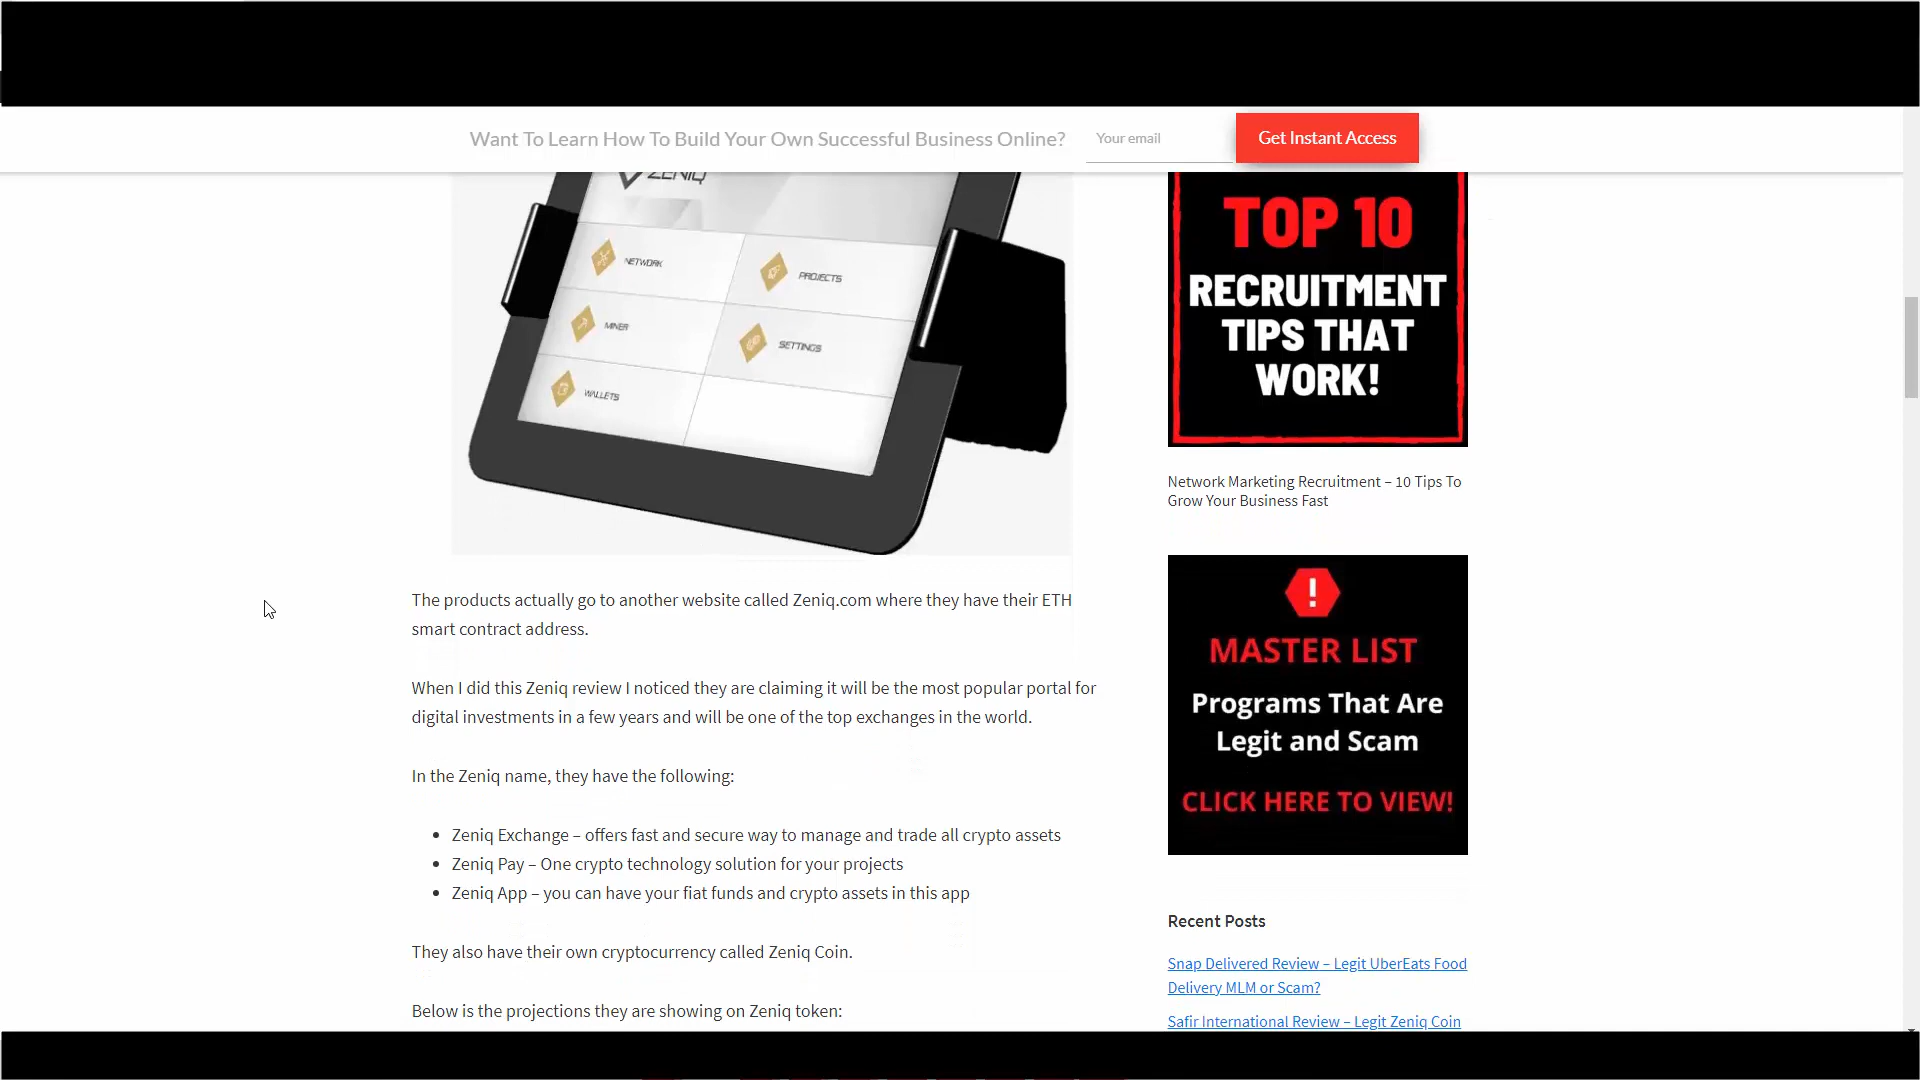 Want To Learn How To Build Your Own Successful Business Online?
Your email
Get Instant Access
ZENIQ
NETWORK
PROJECTS
MINER
SETTINGS
WALLETS
The products actually go to another website called Zeniq.com where they have their ETH
smart contract address.
When I did this Zeniq review I noticed they are claiming it will be the most popular portal for
digital investments in a few years and will be one of the top exchanges in the world.
In the Zeniq name, they have the following:
• Zeniq Exchange – offers fast and secure way to manage and trade all crypto assets
• Zeniq Pay – One crypto technology solution for your projects
• Zeniq App – you can have your fiat funds and crypto assets in this app
They also have their own cryptocurrency called Zeniq Coin.
Below is the projections they are showing on Zeniq token:
TOP 10
RECRUITMENT
TIPS THAT
WORK!
Network Marketing Recruitment – 10 Tips To
Grow Your Business Fast
!
MASTER LIST
Programs That Are
Legit and Scam
CLICK HERE TO VIEW!
Recent Posts
Snap Delivered Review – Legit UberEats Food
Delivery MLM or Scam?
Safir International Review – Legit Zeniq Coin